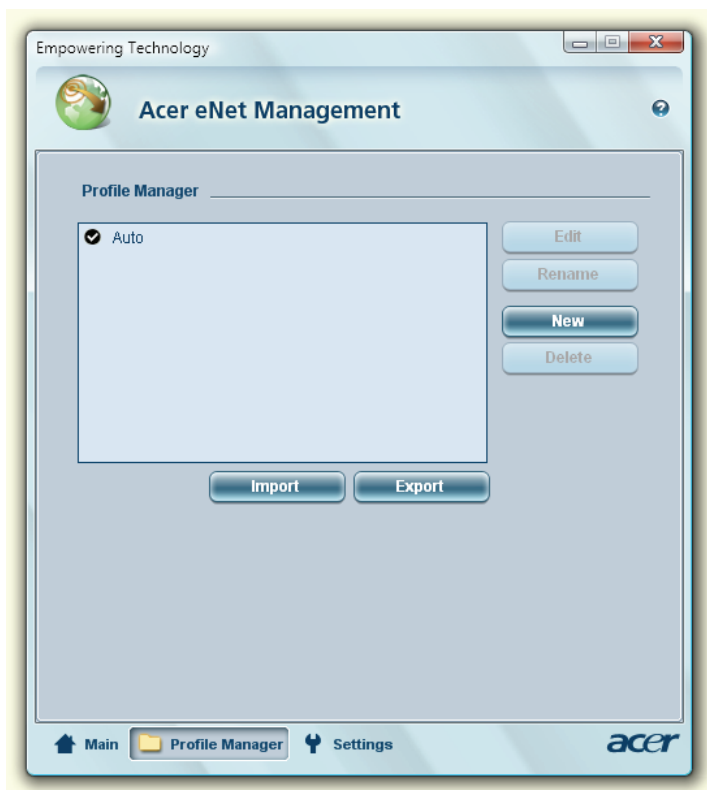 Empowering Technology
Acer eNet Management
Profile Manager
Auto
Edit
Rename
New
Delete
Import Export
Main Profile Manager Settings acer